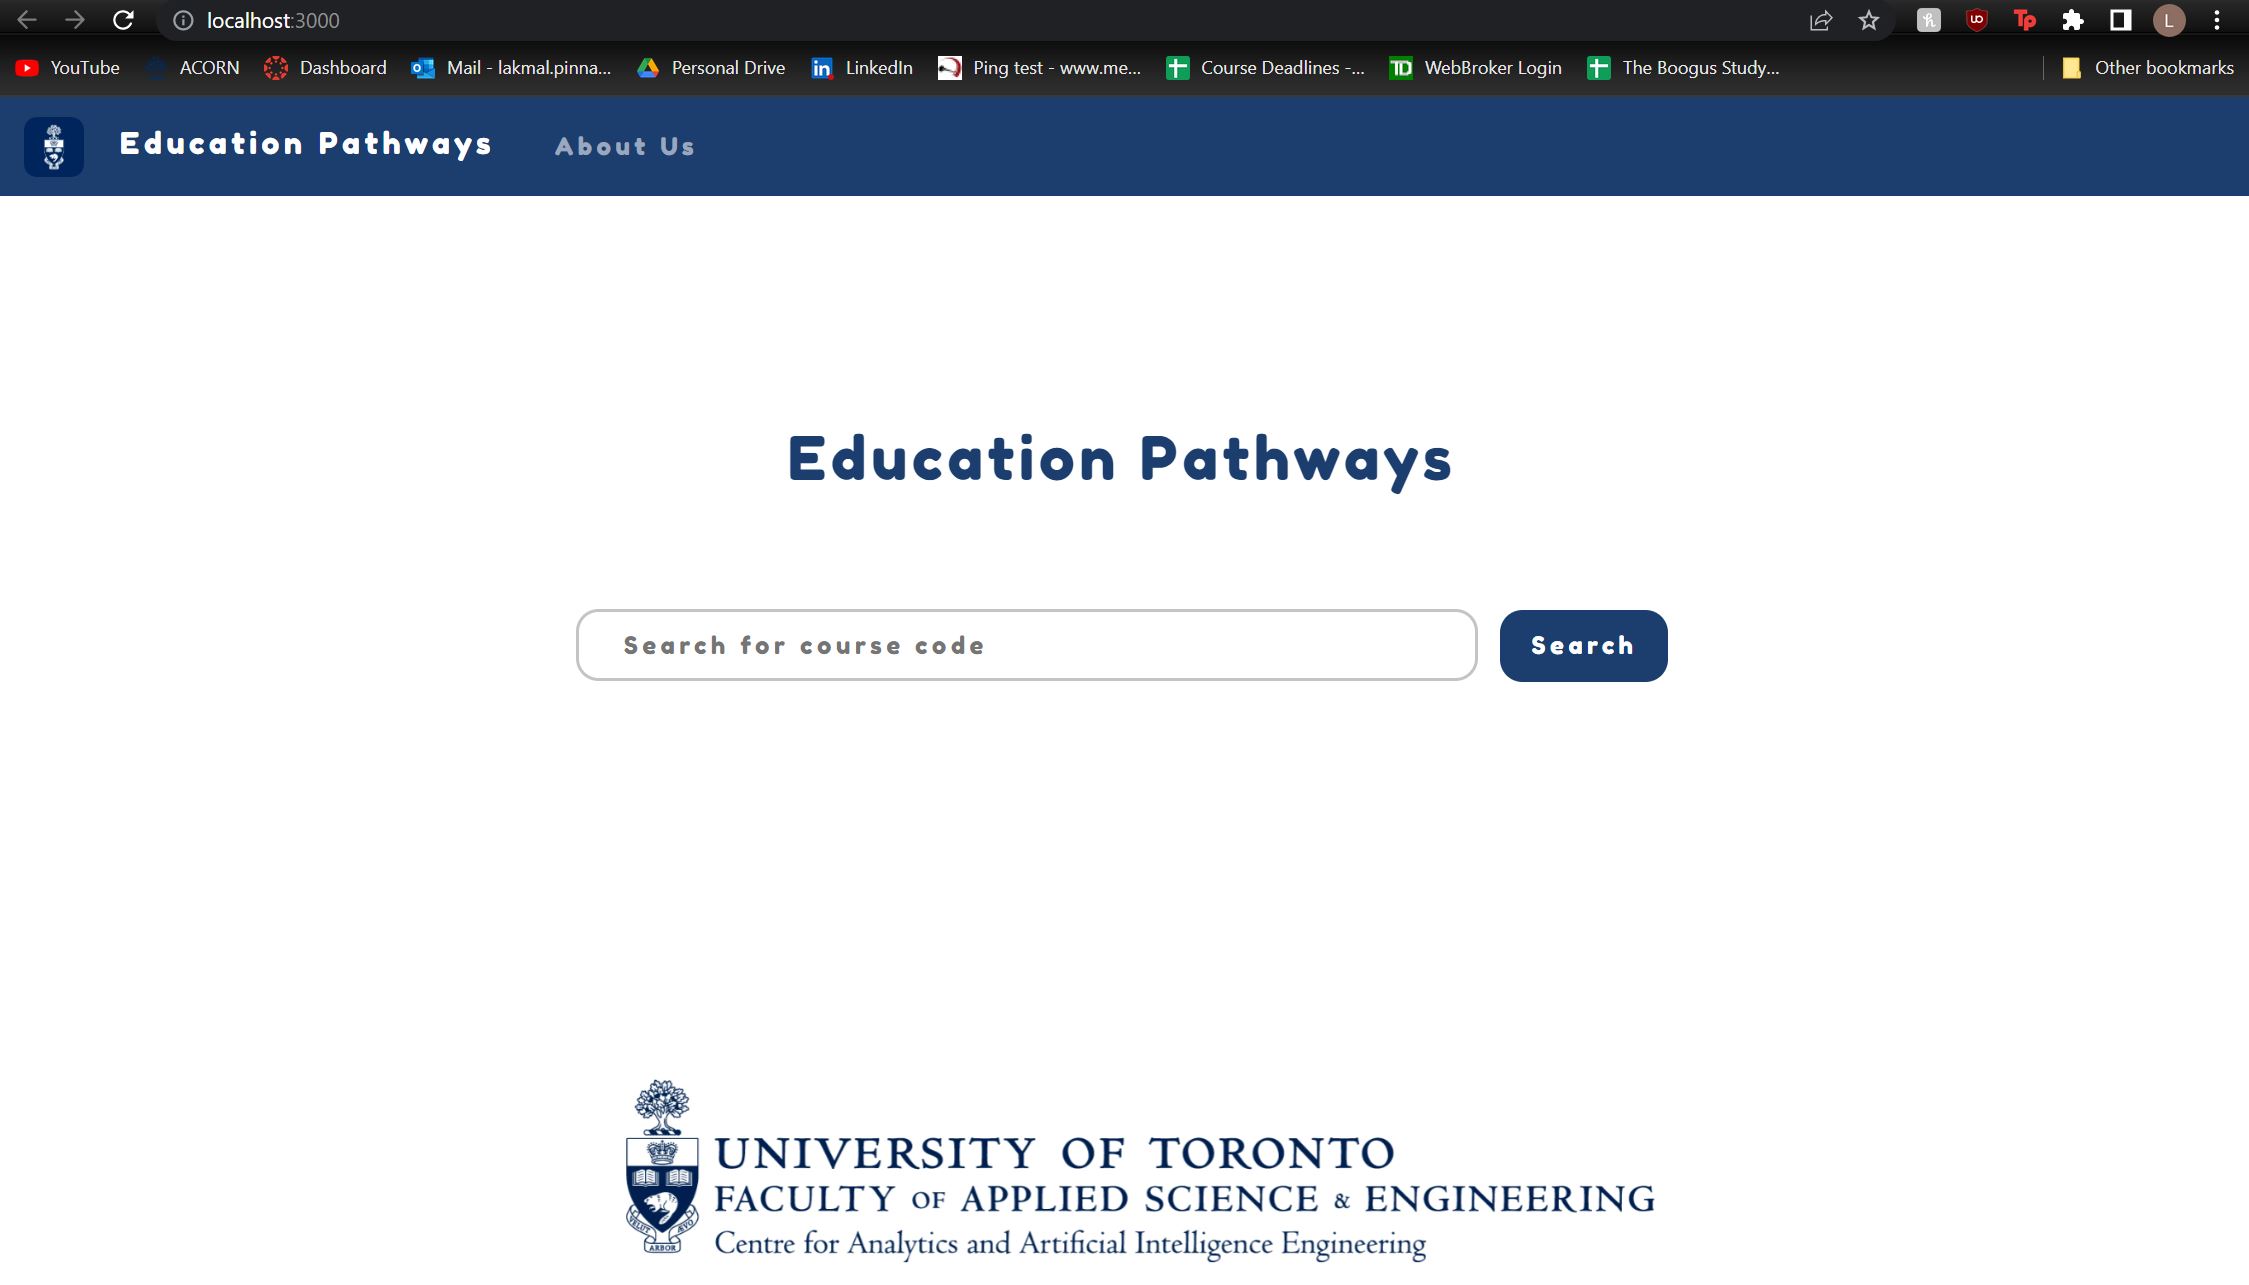 localhost:3000
L
YouTube ACORN Dashboard Mail - lakmal.pinna... Personal Drive LinkedIn Ping test - www.me... Course Deadlines -... WebBroker Login The Boogus Study... Other bookmarks
Education Pathways About Us
Education Pathways
Search for course code Search
UNIVERSITY OF TORONTO
FACULTY OF APPLIED SCIENCE & ENGINEERING
Centre for Analytics and Artificial Intelligence Engineering
VELUT ARBOR ÆVO